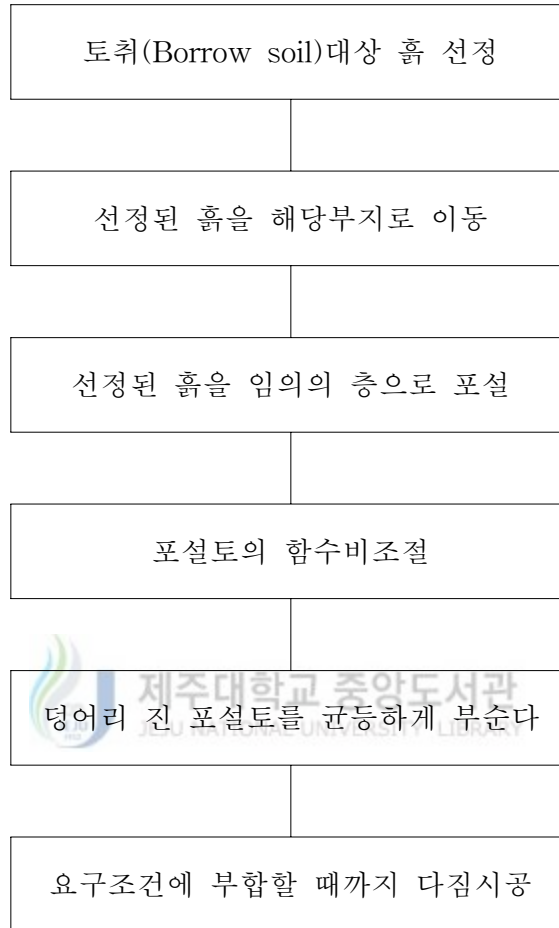 토취(Borrow soil)대상 흙 선정
선정된 흙을 해당부지로 이동
선정된 흙을 임의의 층으로 포설
포설토의 함수비조절
제주대학교 중앙도서관
덩어리 진 포설토를 균등하게 부순다
JEJU NATIONAL UNIVERSITY LIBRARY
요구조건에 부합할 때까지 다짐시공